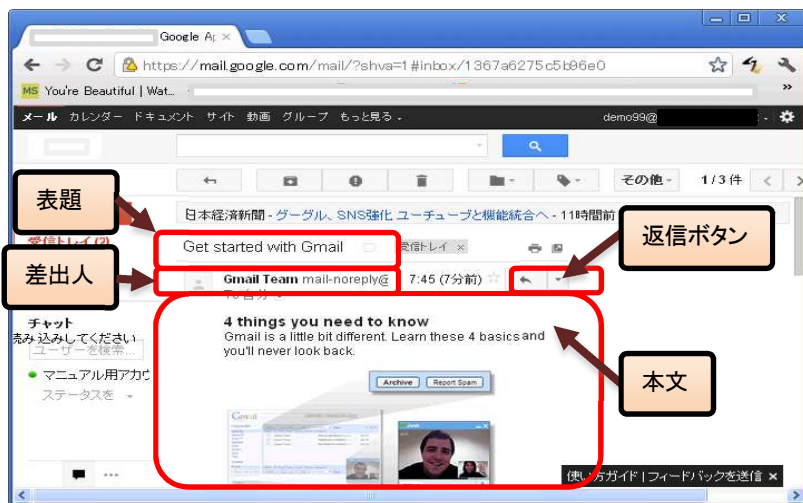 Google Ap
https://mail.google.com/mail/?shva=1#inbox/1367a6275c5b96e0
MS You're Beautiful | Wat...
メール カレンダー ドキュメント サイト 動画 グループ もっと見る
demo99@
その他
1/3件
表題
日本経済新聞 - グーグル、SNS強化 ユーチューブと機能統合へ - 11時間前
受信トレイ (2)
Get started with Gmail
受信トレイ ×
返信ボタン
差出人
Gmail Team mail-noreply@
7:45 (7分前)
To 自分
チャット
読み込みしてください
ユーザーを検索...
4 things you need to know
Gmail is a little bit different. Learn these 4 basics and
you'll never look back.
マニュアル用アカウ
ステータスを
Archive
Report Spam
本文
Gmail
使い方ガイド | フィードバックを送信 ×